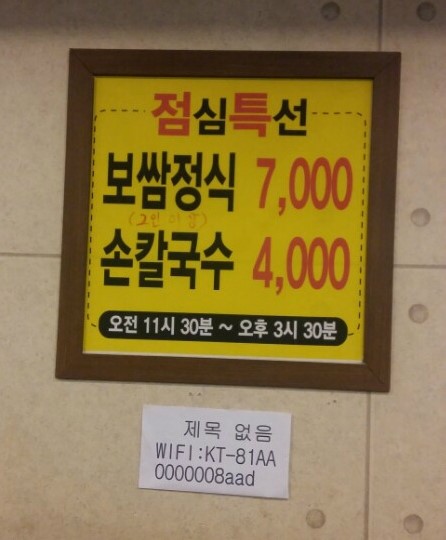 점심특선
보쌈정식 7,000
(2인 이상)
손칼국수 4,000
오전 11시 30분 ~ 오후 3시 30분
제목 없음
WIFI:KT-81AA
0000008aad